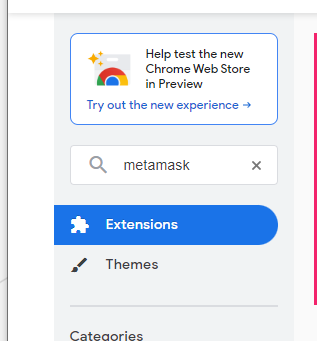 Help test the new
Chrome Web Store
in Preview
Try out the new experience →
metamask
Extensions
Themes
Categories